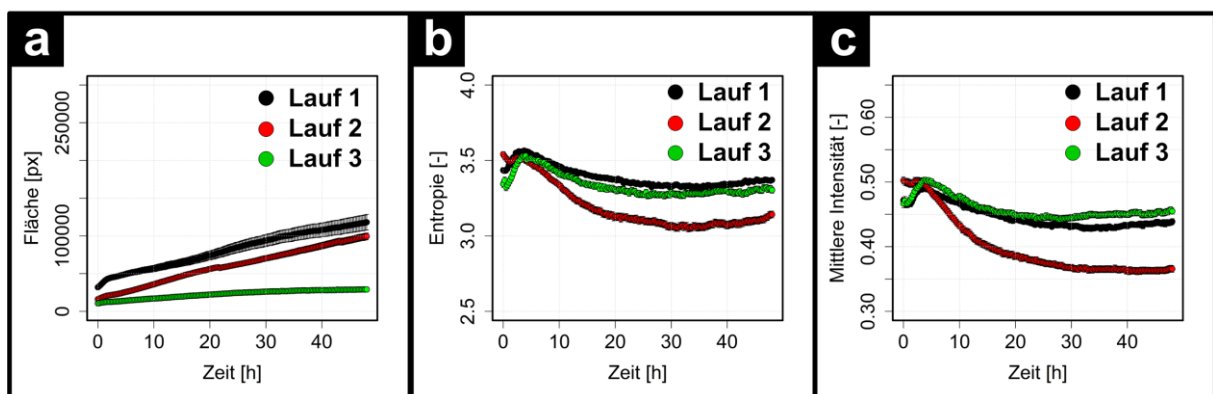 a
Lauf 1
Lauf 2
Lauf 3
Fläche [px]
0
100000
250000
0
10
20
30
40
Zeit [h]
b
Lauf 1
Lauf 2
Lauf 3
Entropie [-]
4.0
3.5
3.0
2.5
0
10
20
30
40
Zeit [h]
c
Lauf 1
Lauf 2
Lauf 3
Mittlere Intensität [-]
0.60
0.50
0.40
0.30
0
10
20
30
40
Zeit [h]